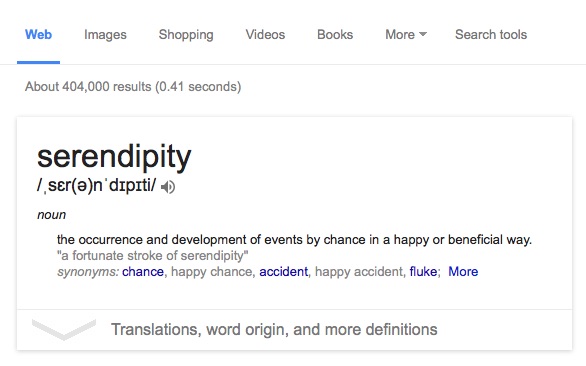 Web Images Shopping Videos Books More Search tools
About 404,000 results (0.41 seconds)
serendipity
/ˌsɛr(ə)nˈdɪpɪti/
noun
the occurrence and development of events by chance in a happy or beneficial way.
"a fortunate stroke of serendipity"
synonyms: chance, happy chance, accident, happy accident, fluke; More
Translations, word origin, and more definitions